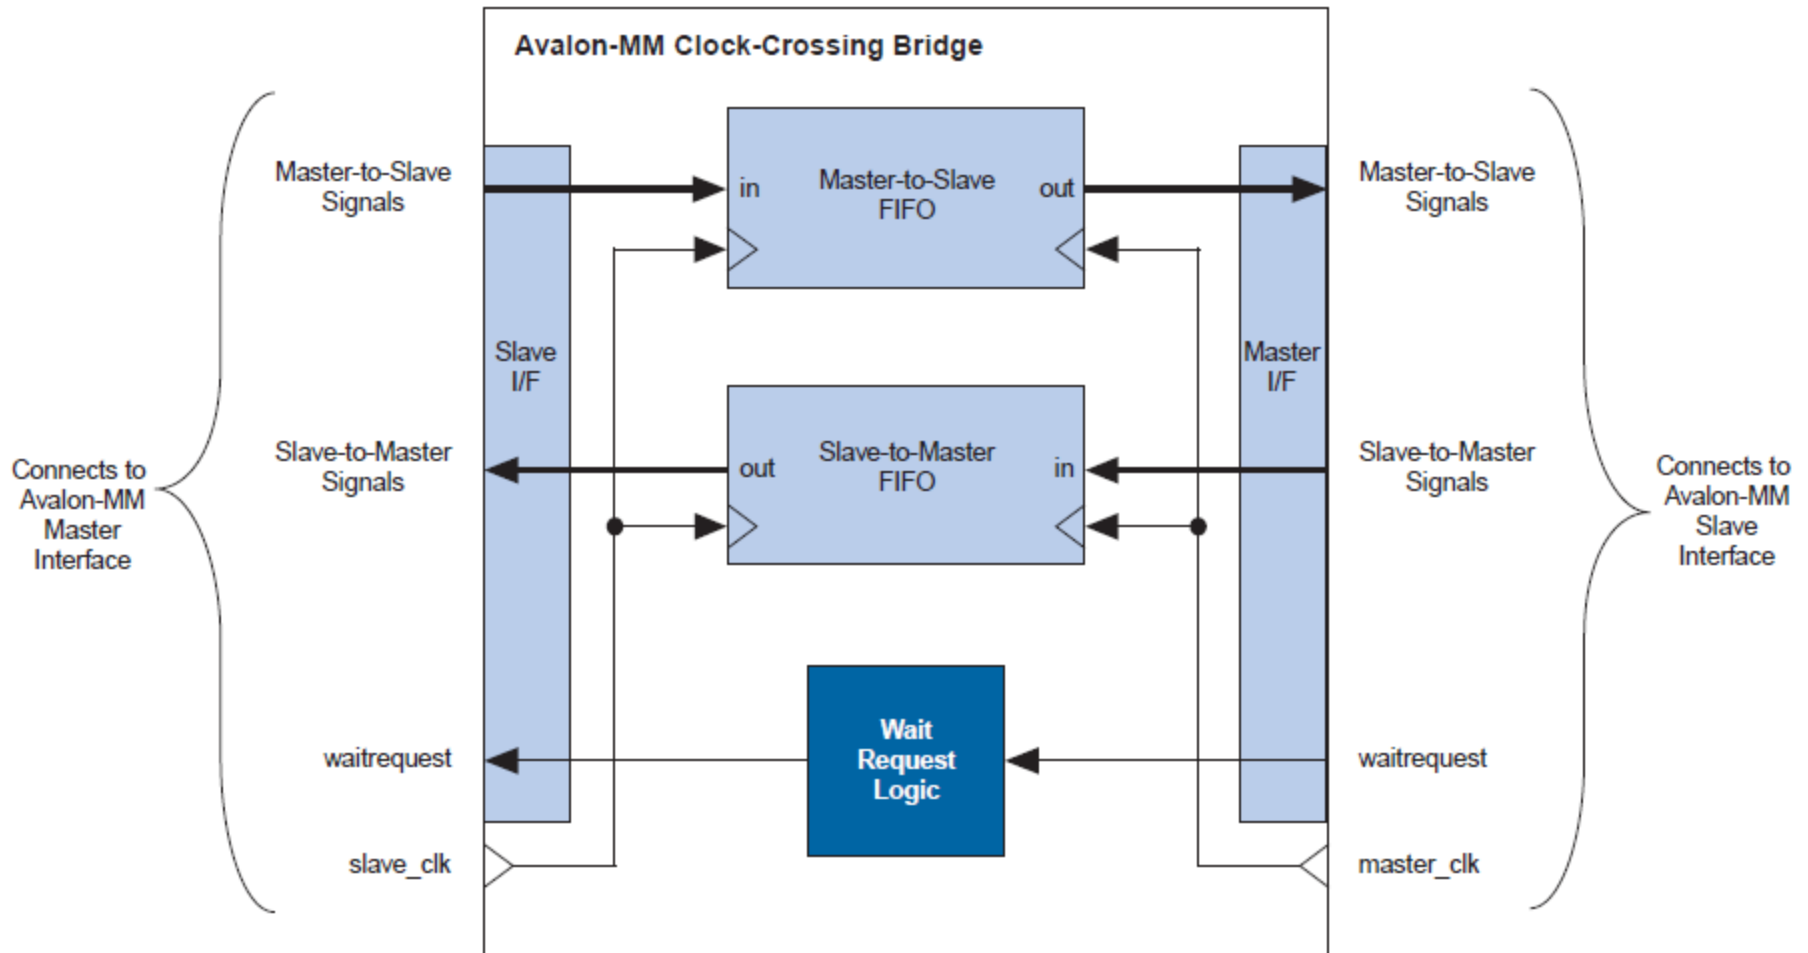 Avalon-MM Clock-Crossing Bridge
Master-to-Slave
Signals
in
Master-to-Slave
FIFO
out
Master-to-Slave
Signals
Slave
I/F
Master
I/F
Connects to
Avalon-MM
Master
Interface
Slave-to-Master
Signals
out
Slave-to-Master
FIFO
in
Slave-to-Master
Signals
Connects to
Avalon-MM
Slave
Interface
waitrequest
Wait
Request
Logic
waitrequest
slave_clk
master_clk